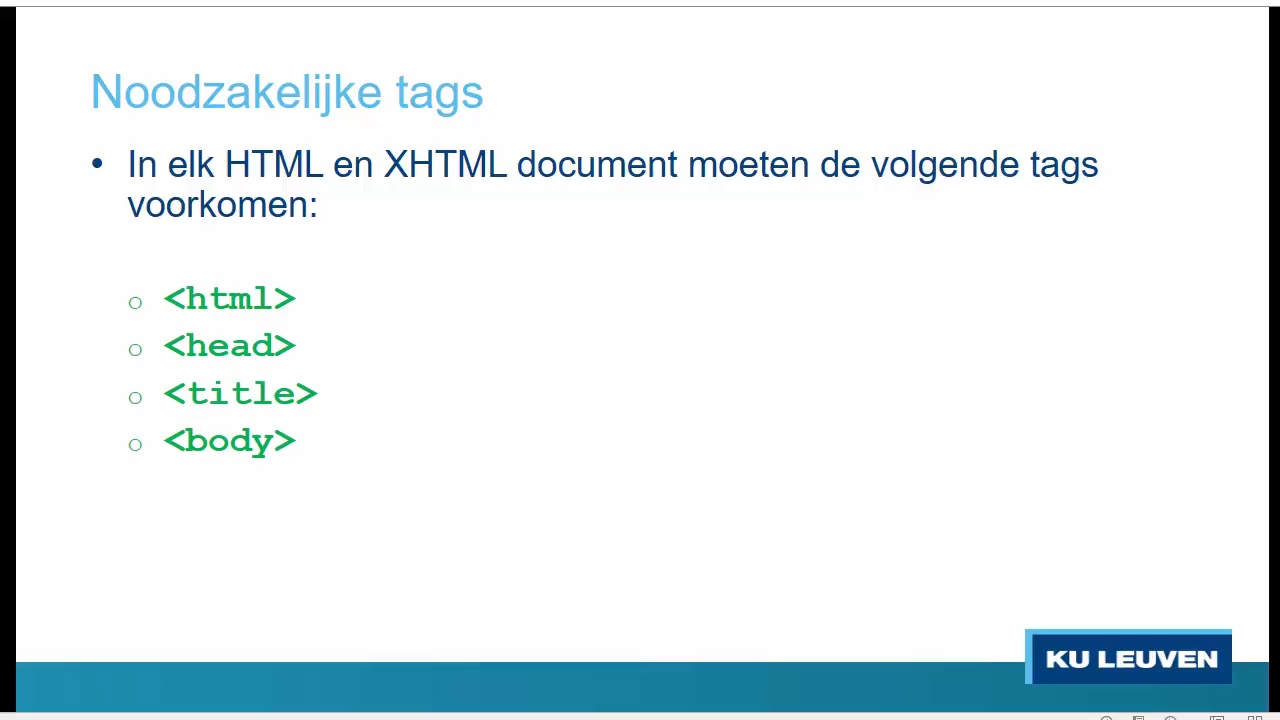 Noodzakelijke tags
• In elk HTML en XHTML document moeten de volgende tags
voorkomen:
o <html>
o <head>
o <title>
o <body>
KU LEUVEN